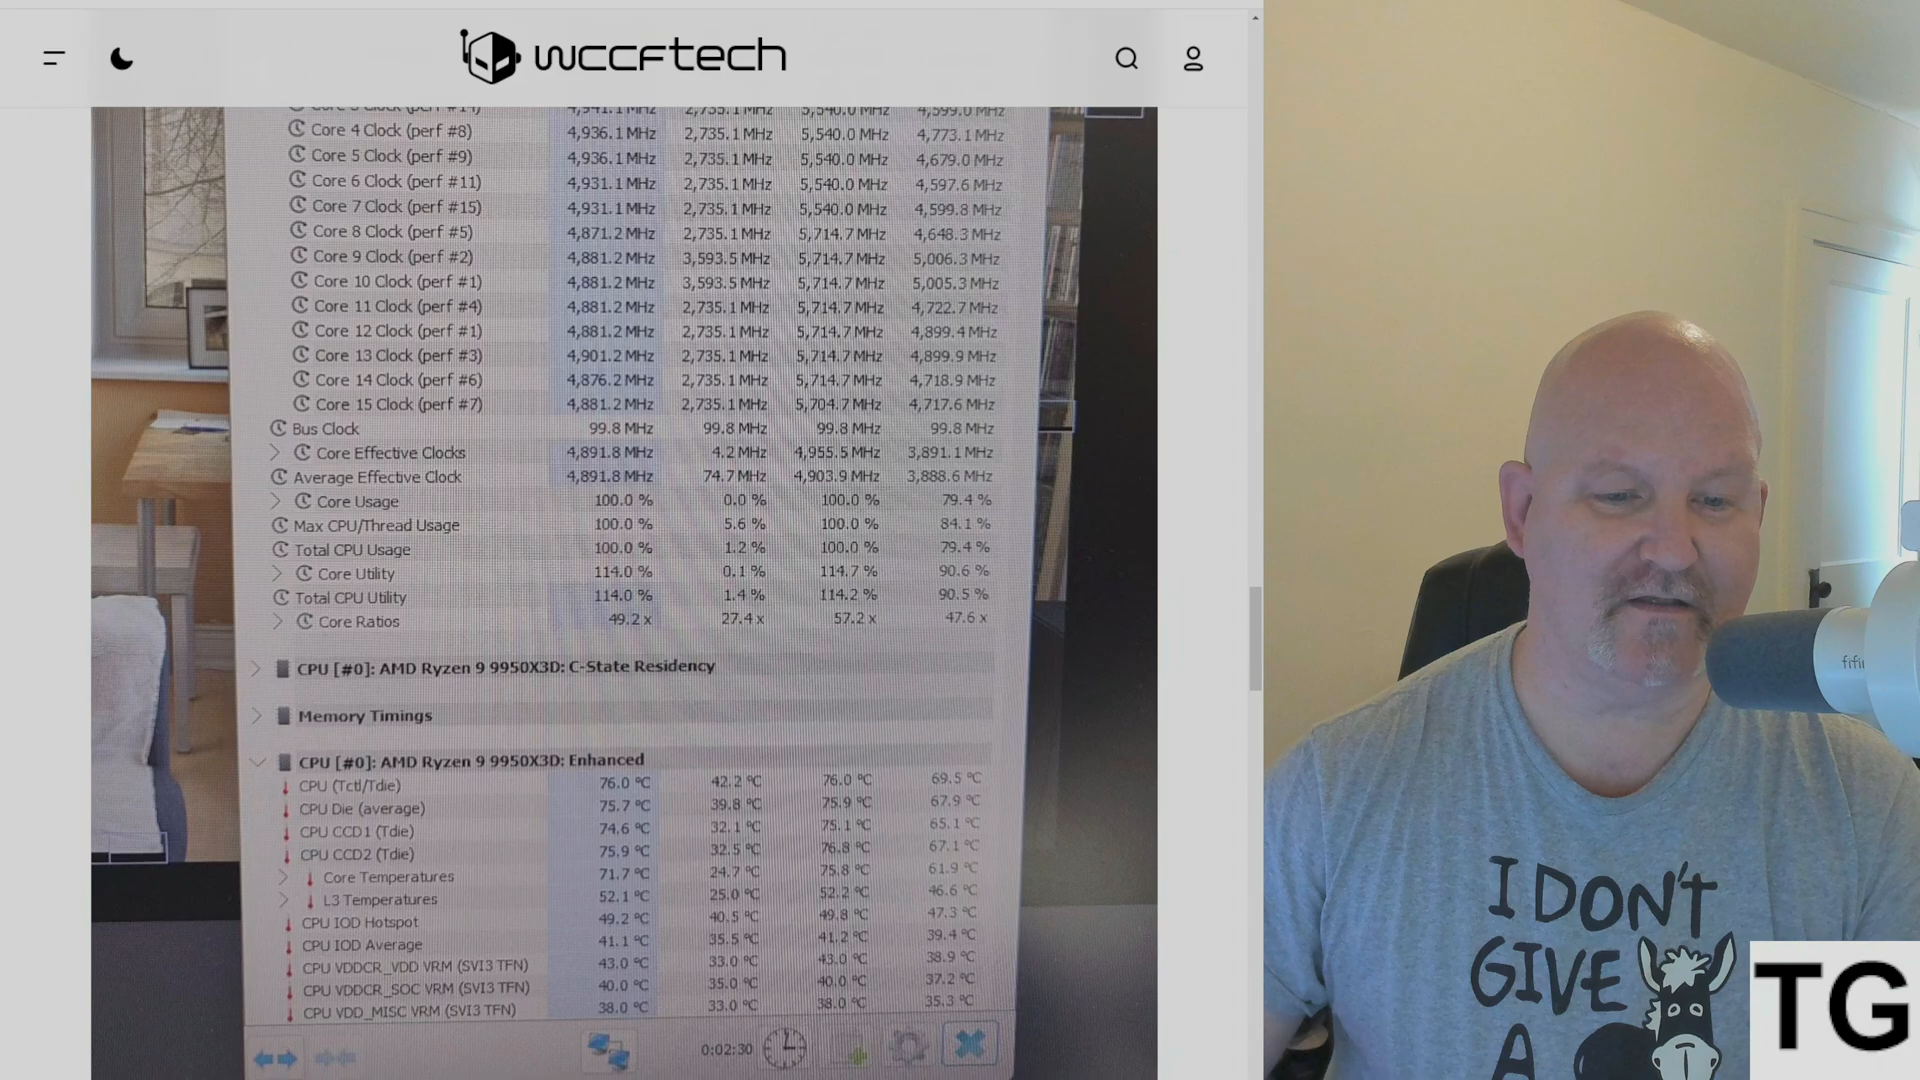 wccftech
4,541.1 MHz 2,735.1 MHz 5,540.0 MHz 4,599.0 MHz
Core 4 Clock (perf #8) 4,936.1 MHz 2,735.1 MHz 5,540.0 MHz 4,773.1 MHz
Core 5 Clock (perf #9) 4,936.1 MHz 2,735.1 MHz 5,540.0 MHz 4,679.0 MHz
Core 6 Clock (perf #11) 4,931.1 MHz 2,735.1 MHz 5,540.0 MHz 4,597.6 MHz
Core 7 Clock (perf #15) 4,931.1 MHz 2,735.1 MHz 5,540.0 MHz 4,599.8 MHz
Core 8 Clock (perf #5) 4,871.2 MHz 2,735.1 MHz 5,714.7 MHz 4,648.3 MHz
Core 9 Clock (perf #2) 4,881.2 MHz 3,593.5 MHz 5,714.7 MHz 5,006.3 MHz
Core 10 Clock (perf #1) 4,881.2 MHz 3,593.5 MHz 5,714.7 MHz 5,005.3 MHz
Core 11 Clock (perf #4) 4,881.2 MHz 2,735.1 MHz 5,714.7 MHz 4,722.7 MHz
Core 12 Clock (perf #1) 4,881.2 MHz 2,735.1 MHz 5,714.7 MHz 4,899.4 MHz
Core 13 Clock (perf #3) 4,901.2 MHz 2,735.1 MHz 5,714.7 MHz 4,899.9 MHz
Core 14 Clock (perf #6) 4,876.2 MHz 2,735.1 MHz 5,714.7 MHz 4,718.9 MHz
Core 15 Clock (perf #7) 4,881.2 MHz 2,735.1 MHz 5,704.7 MHz 4,717.6 MHz
Bus Clock 99.8 MHz 99.8 MHz 99.8 MHz 99.8 MHz
Core Effective Clocks 4,891.8 MHz 4.2 MHz 4,955.5 MHz 3,891.1 MHz
Average Effective Clock 4,891.8 MHz 74.7 MHz 4,903.9 MHz 3,888.6 MHz
Core Usage 100.0 % 0.0 % 100.0 % 79.4 %
Max CPU/Thread Usage 100.0 % 5.6 % 100.0 % 84.1 %
Total CPU Usage 100.0 % 1.2 % 100.0 % 79.4 %
Core Utility 114.0 % 0.1 % 114.7 % 90.6 %
Total CPU Utility 114.0 % 1.4 % 114.2 % 90.5 %
Core Ratios 49.2 x 27.4 x 57.2 x 47.6 x
CPU [#0]: AMD Ryzen 9 9950X3D: C-State Residency
Memory Timings
CPU [#0]: AMD Ryzen 9 9950X3D: Enhanced
CPU (Tctl/Tdie) 76.0 °C 42.2 °C 76.0 °C 69.5 °C
CPU Die (average) 75.7 °C 39.8 °C 75.9 °C 67.9 °C
CPU CCD1 (Tdie) 74.6 °C 32.1 °C 75.1 °C 65.1 °C
CPU CCD2 (Tdie) 75.9 °C 32.5 °C 76.8 °C 67.1 °C
Core Temperatures 71.7 °C 24.7 °C 75.8 °C 61.9 °C
L3 Temperatures 52.1 °C 25.0 °C 52.2 °C 46.6 °C
CPU IOD Hotspot 49.2 °C 40.5 °C 49.8 °C 47.3 °C
CPU IOD Average 41.1 °C 35.5 °C 41.2 °C 39.4 °C
CPU VDDCR_VDD VRM (SVI3 TFN) 43.0 °C 33.0 °C 43.0 °C 38.9 °C
CPU VDDCR_SOC VRM (SVI3 TFN) 40.0 °C 35.0 °C 40.0 °C 37.2 °C
CPU VDD_MISC VRM (SVI3 TFN) 38.0 °C 33.0 °C 38.0 °C 35.3 °C
0:02:30
I DON'T
GIVE
A
TG